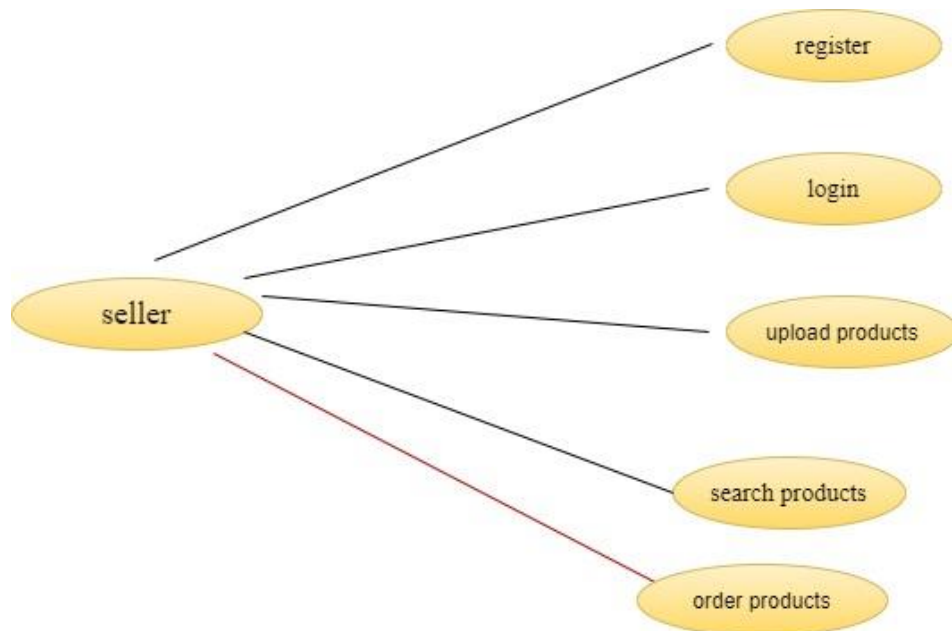 register
login
seller
upload products
search products
order products